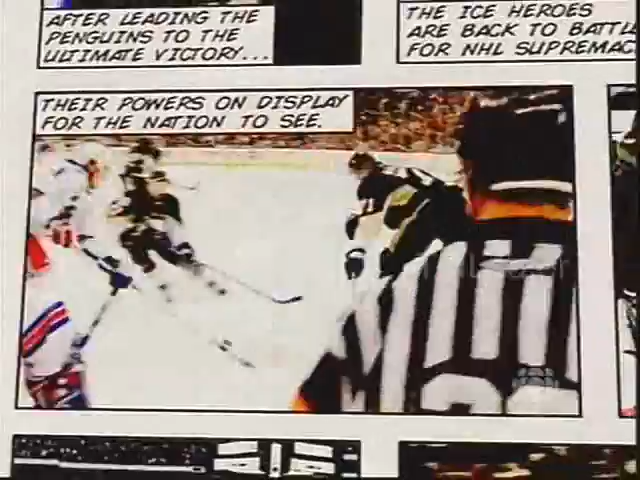 AFTER LEADING THE
PENGUINS TO THE
ULTIMATE VICTORY...
THE ICE HEROES
ARE BACK TO BATTLE
FOR NHL SUPREMAC
THEIR POWERS ON DISPLAY
FOR THE NATION TO SEE.